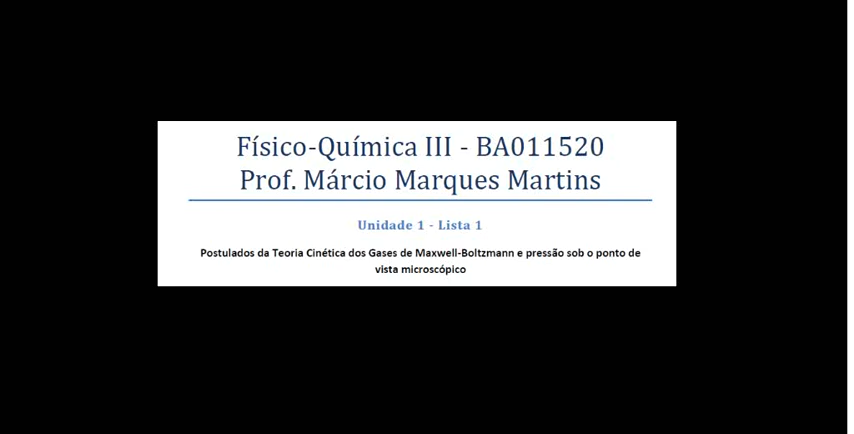 Físico-Química III - BA011520
Prof. Márcio Marques Martins
Unidade 1 - Lista 1
Postulados da Teoria Cinética dos Gases de Maxwell-Boltzmann e pressão sob o ponto de
vista microscópico